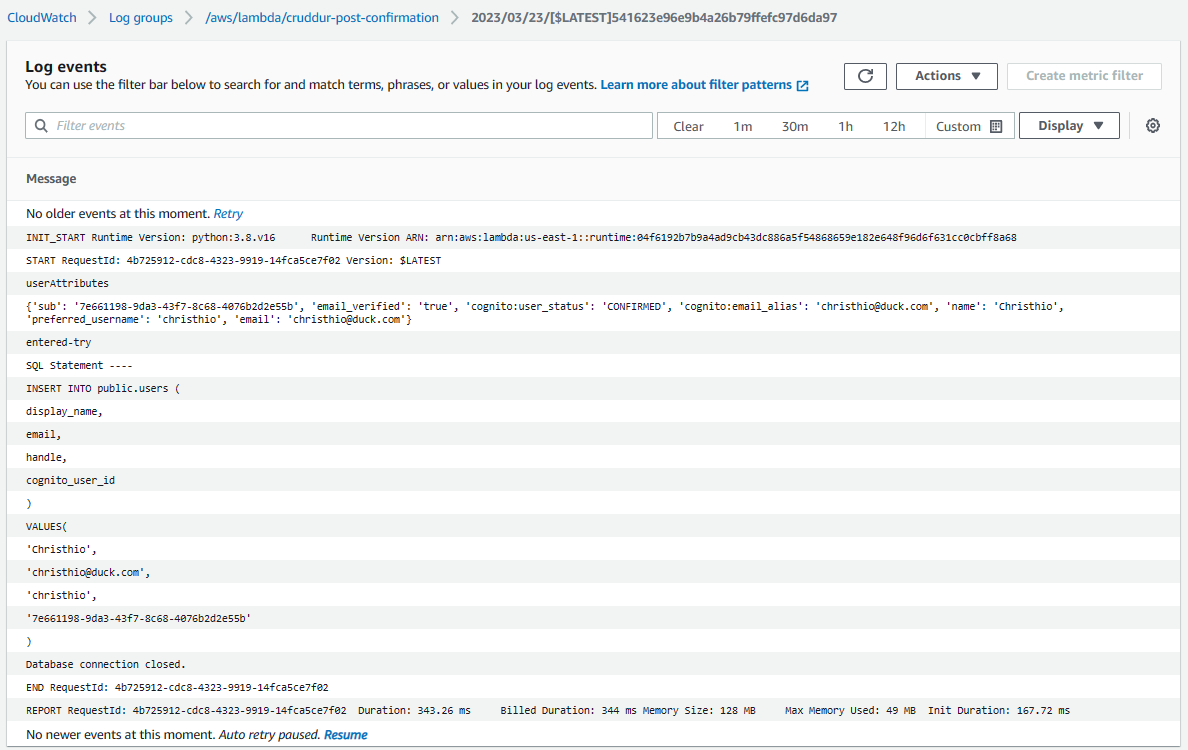 CloudWatch > Log groups > /aws/lambda/cruddur-post-confirmation > 2023/03/23/[$LATEST]541623e96e9b4a26b79ffefc97d6da97
Log events
You can use the filter bar below to search for and match terms, phrases, or values in your log events. Learn more about filter patterns
Actions ▼
Create metric filter
Filter events
Clear 1m 30m 1h 12h Custom
Display ▼
Message
No older events at this moment. Retry
INIT_START Runtime Version: python:3.8.v16 Runtime Version ARN: arn:aws:lambda:us-east-1::runtime:04f6192b7b9a4ad9cb43dc886a5f54868659e182e648f96d6f631cc0cbff8a68
START RequestId: 4b725912-cdc8-4323-9919-14fca5ce7f02 Version: $LATEST
userAttributes
{'sub': '7e661198-9da3-43f7-8c68-4076b2d2e55b', 'email_verified': 'true', 'cognito:user_status': 'CONFIRMED', 'cognito:email_alias': 'christhio@duck.com', 'name': 'Christhio',
'preferred_username': 'christhio', 'email': 'christhio@duck.com'}
entered-try
SQL Statement ----
INSERT INTO public.users (
display_name,
email,
handle,
cognito_user_id
)
VALUES(
'Christhio',
'christhio@duck.com',
'christhio',
'7e661198-9da3-43f7-8c68-4076b2d2e55b'
)
Database connection closed.
END RequestId: 4b725912-cdc8-4323-9919-14fca5ce7f02
REPORT RequestId: 4b725912-cdc8-4323-9919-14fca5ce7f02 Duration: 343.26 ms Billed Duration: 344 ms Memory Size: 128 MB Max Memory Used: 49 MB Init Duration: 167.72 ms
No newer events at this moment. Auto retry paused. Resume